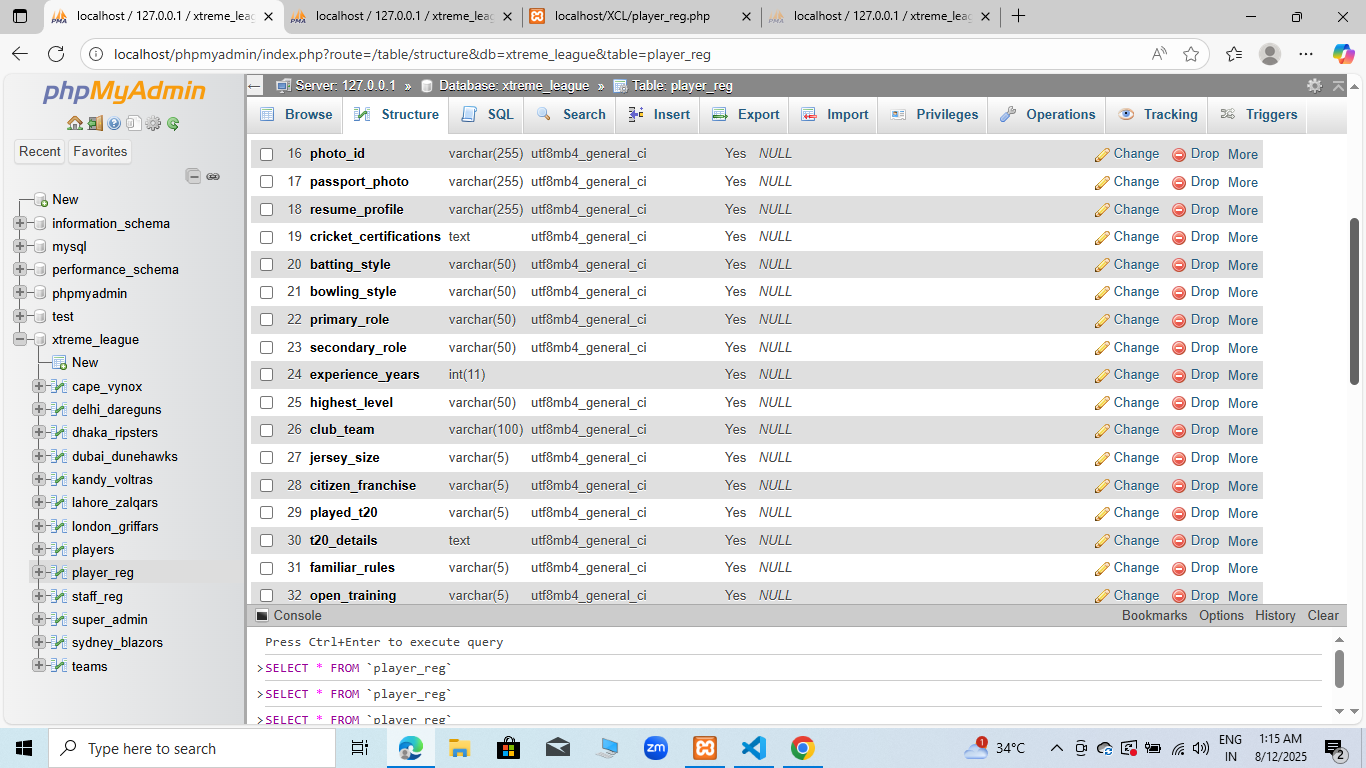 localhost / 127.0.0.1 / xtreme_leag
localhost / 127.0.0.1 / xtreme_leag
localhost/XCL/player_reg.php
localhost / 127.0.0.1 / xtreme_leag
localhost/phpmyadmin/index.php?route=/table/structure&db=xtreme_league&table=player_reg
phpMyAdmin
Recent
Favorites
New
information_schema
mysql
performance_schema
phpmyadmin
test
xtreme_league
New
cape_vynox
delhi_dareguns
dhaka_ripsters
dubai_dunehawks
kandy_voltras
lahore_zalqars
london_griffars
players
player_reg
staff_reg
super_admin
sydney_blazors
teams
Server: 127.0.0.1 » Database: xtreme_league » Table: player_reg
Browse Structure SQL Search Insert Export Import Privileges Operations Tracking Triggers
16 photo_id varchar(255) utf8mb4_general_ci Yes NULL Change Drop More
17 passport_photo varchar(255) utf8mb4_general_ci Yes NULL Change Drop More
18 resume_profile varchar(255) utf8mb4_general_ci Yes NULL Change Drop More
19 cricket_certifications text utf8mb4_general_ci Yes NULL Change Drop More
20 batting_style varchar(50) utf8mb4_general_ci Yes NULL Change Drop More
21 bowling_style varchar(50) utf8mb4_general_ci Yes NULL Change Drop More
22 primary_role varchar(50) utf8mb4_general_ci Yes NULL Change Drop More
23 secondary_role varchar(50) utf8mb4_general_ci Yes NULL Change Drop More
24 experience_years int(11) Yes NULL Change Drop More
25 highest_level varchar(50) utf8mb4_general_ci Yes NULL Change Drop More
26 club_team varchar(100) utf8mb4_general_ci Yes NULL Change Drop More
27 jersey_size varchar(5) utf8mb4_general_ci Yes NULL Change Drop More
28 citizen_franchise varchar(5) utf8mb4_general_ci Yes NULL Change Drop More
29 played_t20 varchar(5) utf8mb4_general_ci Yes NULL Change Drop More
30 t20_details text utf8mb4_general_ci Yes NULL Change Drop More
31 familiar_rules varchar(5) utf8mb4_general_ci Yes NULL Change Drop More
32 open_training varchar(5) utf8mb4_general_ci Yes NULL Change Drop More
Console Bookmarks Options History Clear
Press Ctrl+Enter to execute query
>SELECT * FROM `player_reg`
>SELECT * FROM `player_reg`
>SELECT * FROM `player_reg`
Type here to search
zm
1
34°C
ENG
IN
1:15 AM
8/12/2025
2